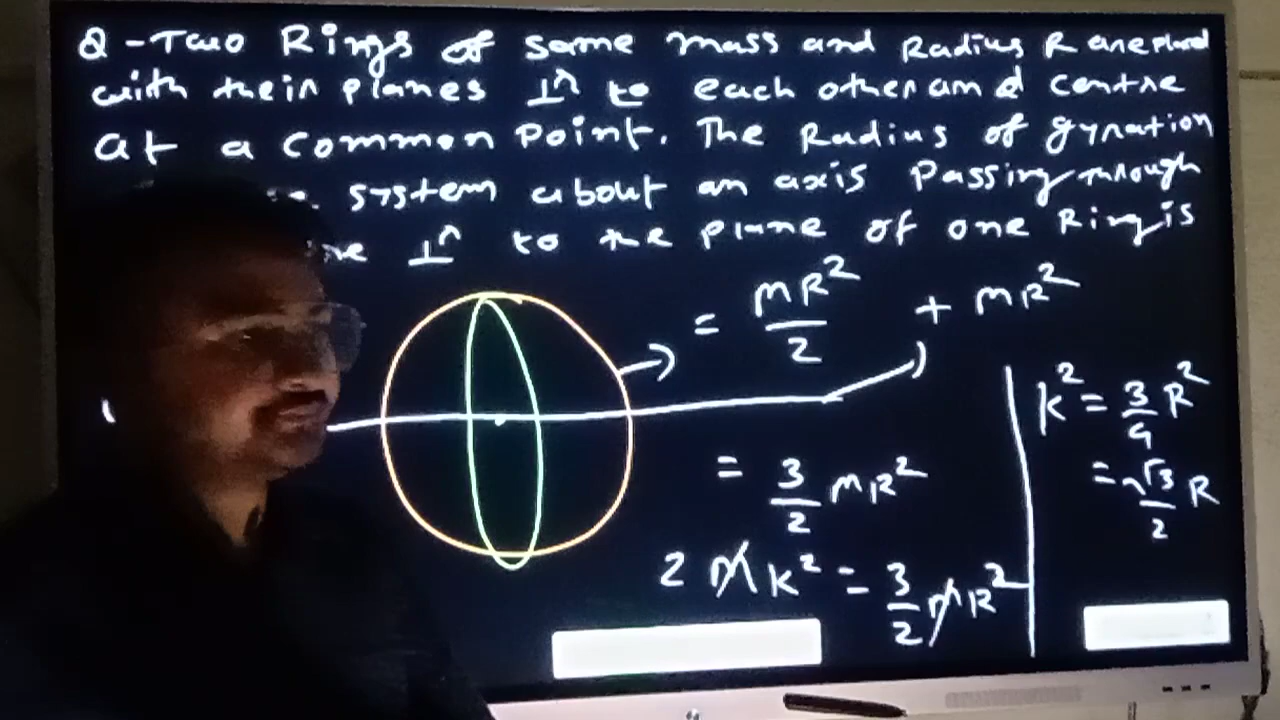 Q - Two Rings of same mass and Radius R are placed
with their planes ⊥ʳ to each other and centre
at a common Point. The Radius of gyration
system about an axis Passing through
⊥ʳ to the plane of one Ring is
= mR²/2 + mR²
K² = 3/4 R²
= 3/2 mR²
= √3/2 R
2mK² = 3/2 mR²